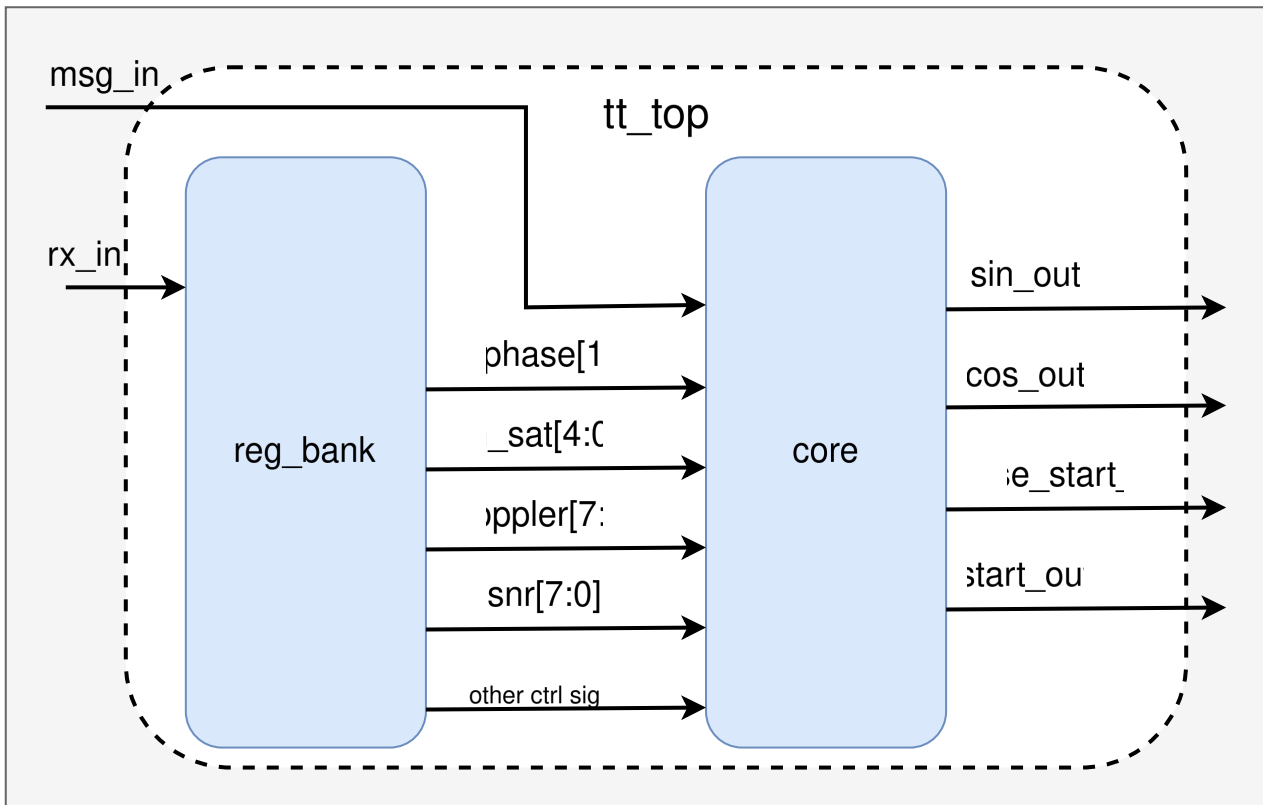 msg_in
tt_top
rx_in
sin_out
phase[1
cos_out
_sat[4:0
reg_bank
core
se_start_
oppler[7:
snr[7:0]
start_ou
other ctrl sig